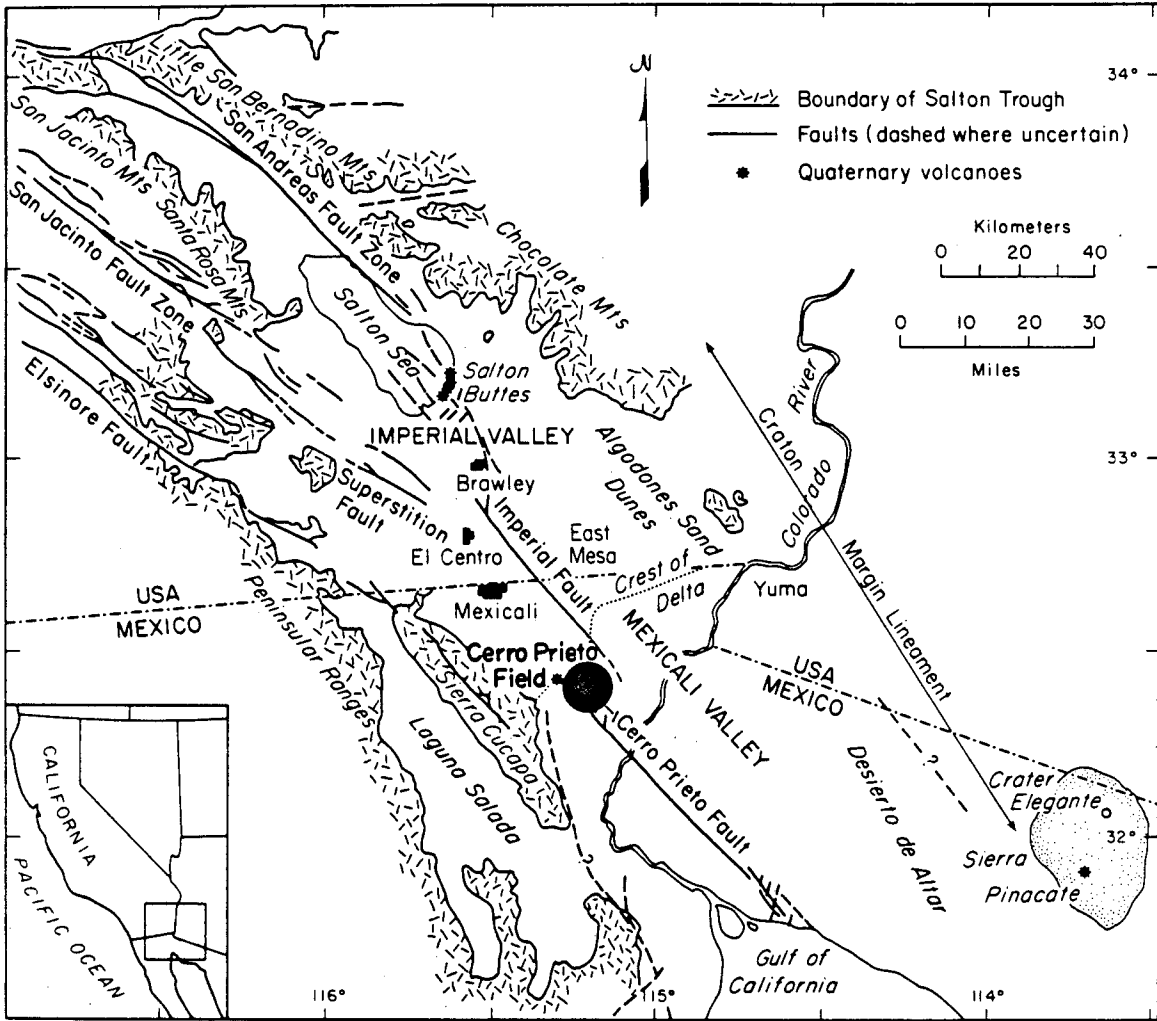 N
34°
Boundary of Salton Trough
Faults (dashed where uncertain)
Quaternary volcanoes
Kilometers
0 20 40
0 10 20 30
Miles
Little San Bernadino Mts
San Andreas Fault Zone
San Jacinto Mts
Santa Rosa Mts
San Jacinto Fault Zone
Chocolate Mts
Salton Sea
Salton
Buttes
Elsinore Fault
IMPERIAL VALLEY
Brawley
33°
Superstition
Fault
El Centro
Imperial Fault
East
Mesa
Algodones Sand
Dunes
Colorado River
Craton Margin Lineament
Crest of
Delta
Yuma
USA
MEXICO
Mexicali
Peninsular Ranges
Cerro Prieto
Field
MEXICALI VALLEY
USA
MEXICO
Sierra Cucapa
Laguna Salada
Cerro Prieto Fault
?
?
Desierto de Altar
Crater
Elegante
32°
Sierra
Pinacate
Gulf of
California
CALIFORNIA
PACIFIC OCEAN
116°
115°
114°